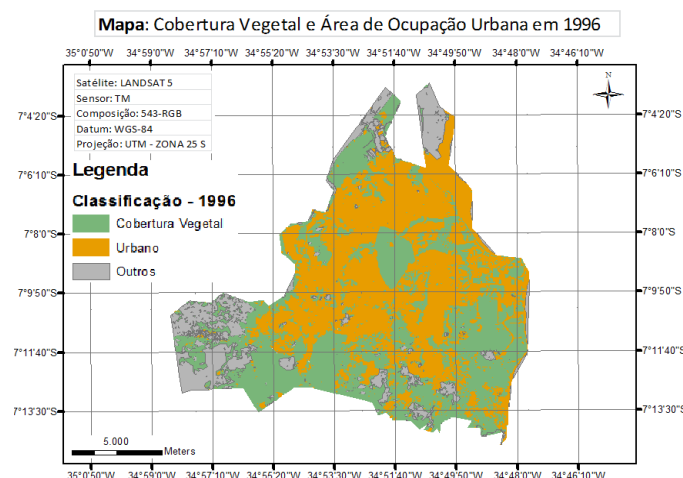 Mapa: Cobertura Vegetal e Área de Ocupação Urbana em 1996
35°0'50"W 34°59'0"W 34°57'10"W 34°55'20"W 34°53'30"W 34°51'40"W 34°49'50"W 34°48'0"W 34°46'10"W
Satélite: LANDSAT 5
Sensor: TM
Composição: 543-RGB
Datum: WGS-84
Projeção: UTM - ZONA 25 S
N
7°4'20"S 7°4'20"S
Legenda
7°6'10"S 7°6'10"S
Classificação - 1996
Cobertura Vegetal
Urbano
Outros
7°8'0"S 7°8'0"S
7°9'50"S 7°9'50"S
7°11'40"S 7°11'40"S
7°13'30"S 7°13'30"S
5.000
Meters
35°0'50"W 34°59'0"W 34°57'10"W 34°55'20"W 34°53'30"W 34°51'40"W 34°49'50"W 34°48'0"W 34°46'10"W